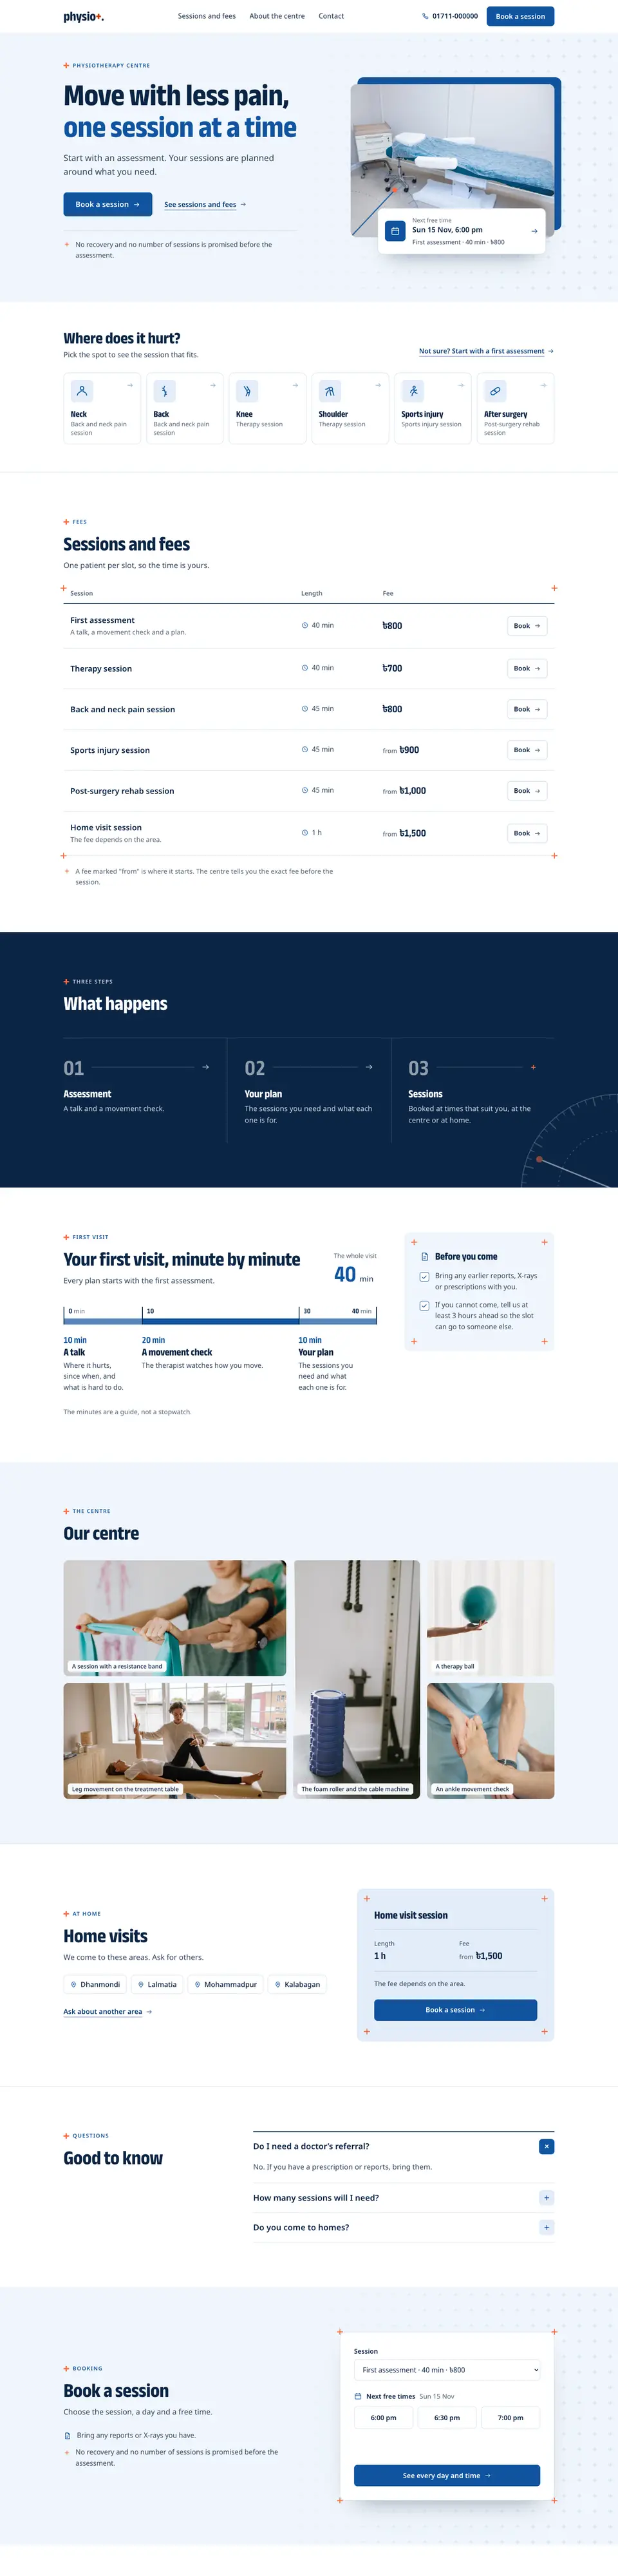 physio+.
Sessions and fees
About the centre
Contact
01711-000000
Book a session
PHYSIOTHERAPY CENTRE
Move with less pain,
one session at a time
Start with an assessment. Your sessions are planned
around what you need.
Book a session
See sessions and fees
No recovery and no number of sessions is promised before the
assessment.
Next free time
Sun 15 Nov, 6:00 pm
First assessment · 40 min · ৳800
Where does it hurt?
Pick the spot to see the session that fits.
Not sure? Start with a first assessment
Neck
Back and neck pain
session
Back
Back and neck pain
session
Knee
Therapy session
Shoulder
Therapy session
Sports injury
Sports injury session
After surgery
Post-surgery rehab
session
FEES
Sessions and fees
One patient per slot, so the time is yours.
Session
Length
Fee
First assessment
A talk, a movement check and a plan.
40 min
৳800
Book
Therapy session
40 min
৳700
Book
Back and neck pain session
45 min
৳800
Book
Sports injury session
45 min
from ৳900
Book
Post-surgery rehab session
45 min
from ৳1,000
Book
Home visit session
The fee depends on the area.
1 h
from ৳1,500
Book
A fee marked "from" is where it starts. The centre tells you the exact fee before the
session.
THREE STEPS
What happens
01
Assessment
A talk and a movement check.
02
Your plan
The sessions you need and what each
one is for.
03
Sessions
Booked at times that suit you, at the
centre or at home.
FIRST VISIT
Your first visit, minute by minute
Every plan starts with the first assessment.
The whole visit
40 min
0 min
10
30
40 min
10 min
A talk
Where it hurts,
since when, and
what is hard to do.
20 min
A movement check
The therapist watches how you move.
10 min
Your plan
The sessions you
need and what
each one is for.
The minutes are a guide, not a stopwatch.
Before you come
Bring any earlier reports, X-rays
or prescriptions with you.
If you cannot come, tell us at
least 3 hours ahead so the slot
can go to someone else.
THE CENTRE
Our centre
A session with a resistance band
Leg movement on the treatment table
The foam roller and the cable machine
A therapy ball
An ankle movement check
AT HOME
Home visits
We come to these areas. Ask for others.
Dhanmondi
Lalmatia
Mohammadpur
Kalabagan
Ask about another area
Home visit session
Length
1 h
Fee
from ৳1,500
The fee depends on the area.
Book a session
QUESTIONS
Good to know
Do I need a doctor's referral?
No. If you have a prescription or reports, bring them.
How many sessions will I need?
Do you come to homes?
BOOKING
Book a session
Choose the session, a day and a free time.
Bring any reports or X-rays you have.
No recovery and no number of sessions is promised before the
assessment.
Session
First assessment · 40 min · ৳800
Next free times Sun 15 Nov
6:00 pm
6:30 pm
7:00 pm
See every day and time